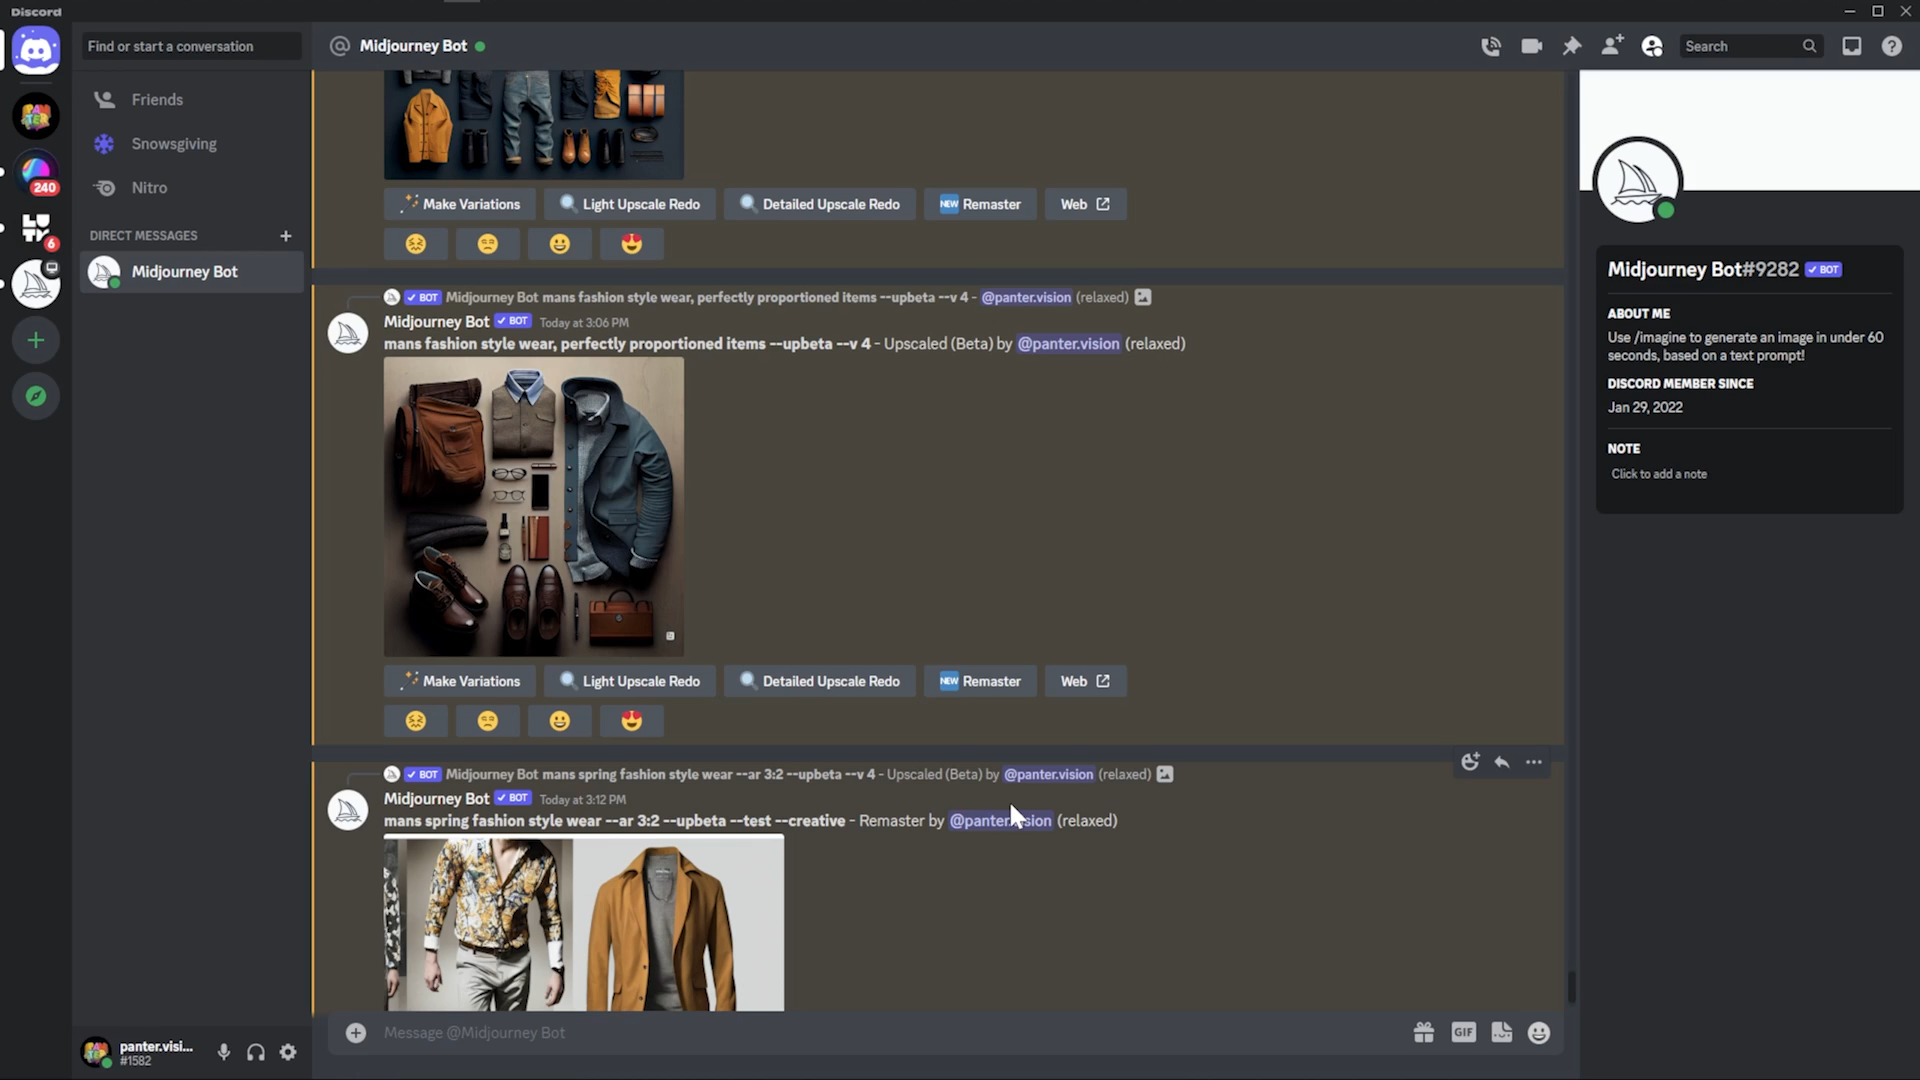 Discord
Find or start a conversation
Midjourney Bot
Search
Friends
Snowsgiving
Nitro
DIRECT MESSAGES
Midjourney Bot
240
6
Make Variations
Light Upscale Redo
Detailed Upscale Redo
NEW Remaster
Web
BOT Midjourney Bot mans fashion style wear, perfectly proportioned items --upbeta --v 4 - @panter.vision (relaxed)
Midjourney Bot BOT Today at 3:06 PM
mans fashion style wear, perfectly proportioned items --upbeta --v 4 - Upscaled (Beta) by @panter.vision (relaxed)
Make Variations
Light Upscale Redo
Detailed Upscale Redo
NEW Remaster
Web
BOT Midjourney Bot mans spring fashion style wear --ar 3:2 --upbeta --v 4 - Upscaled (Beta) by @panter.vision (relaxed)
Midjourney Bot BOT Today at 3:12 PM
mans spring fashion style wear --ar 3:2 --upbeta --test --creative - Remaster by @panter.vision (relaxed)
Message @Midjourney Bot
GIF
panter.visi...
#1582
Midjourney Bot#9282 BOT
ABOUT ME
Use /imagine to generate an image in under 60
seconds, based on a text prompt!
DISCORD MEMBER SINCE
Jan 29, 2022
NOTE
Click to add a note